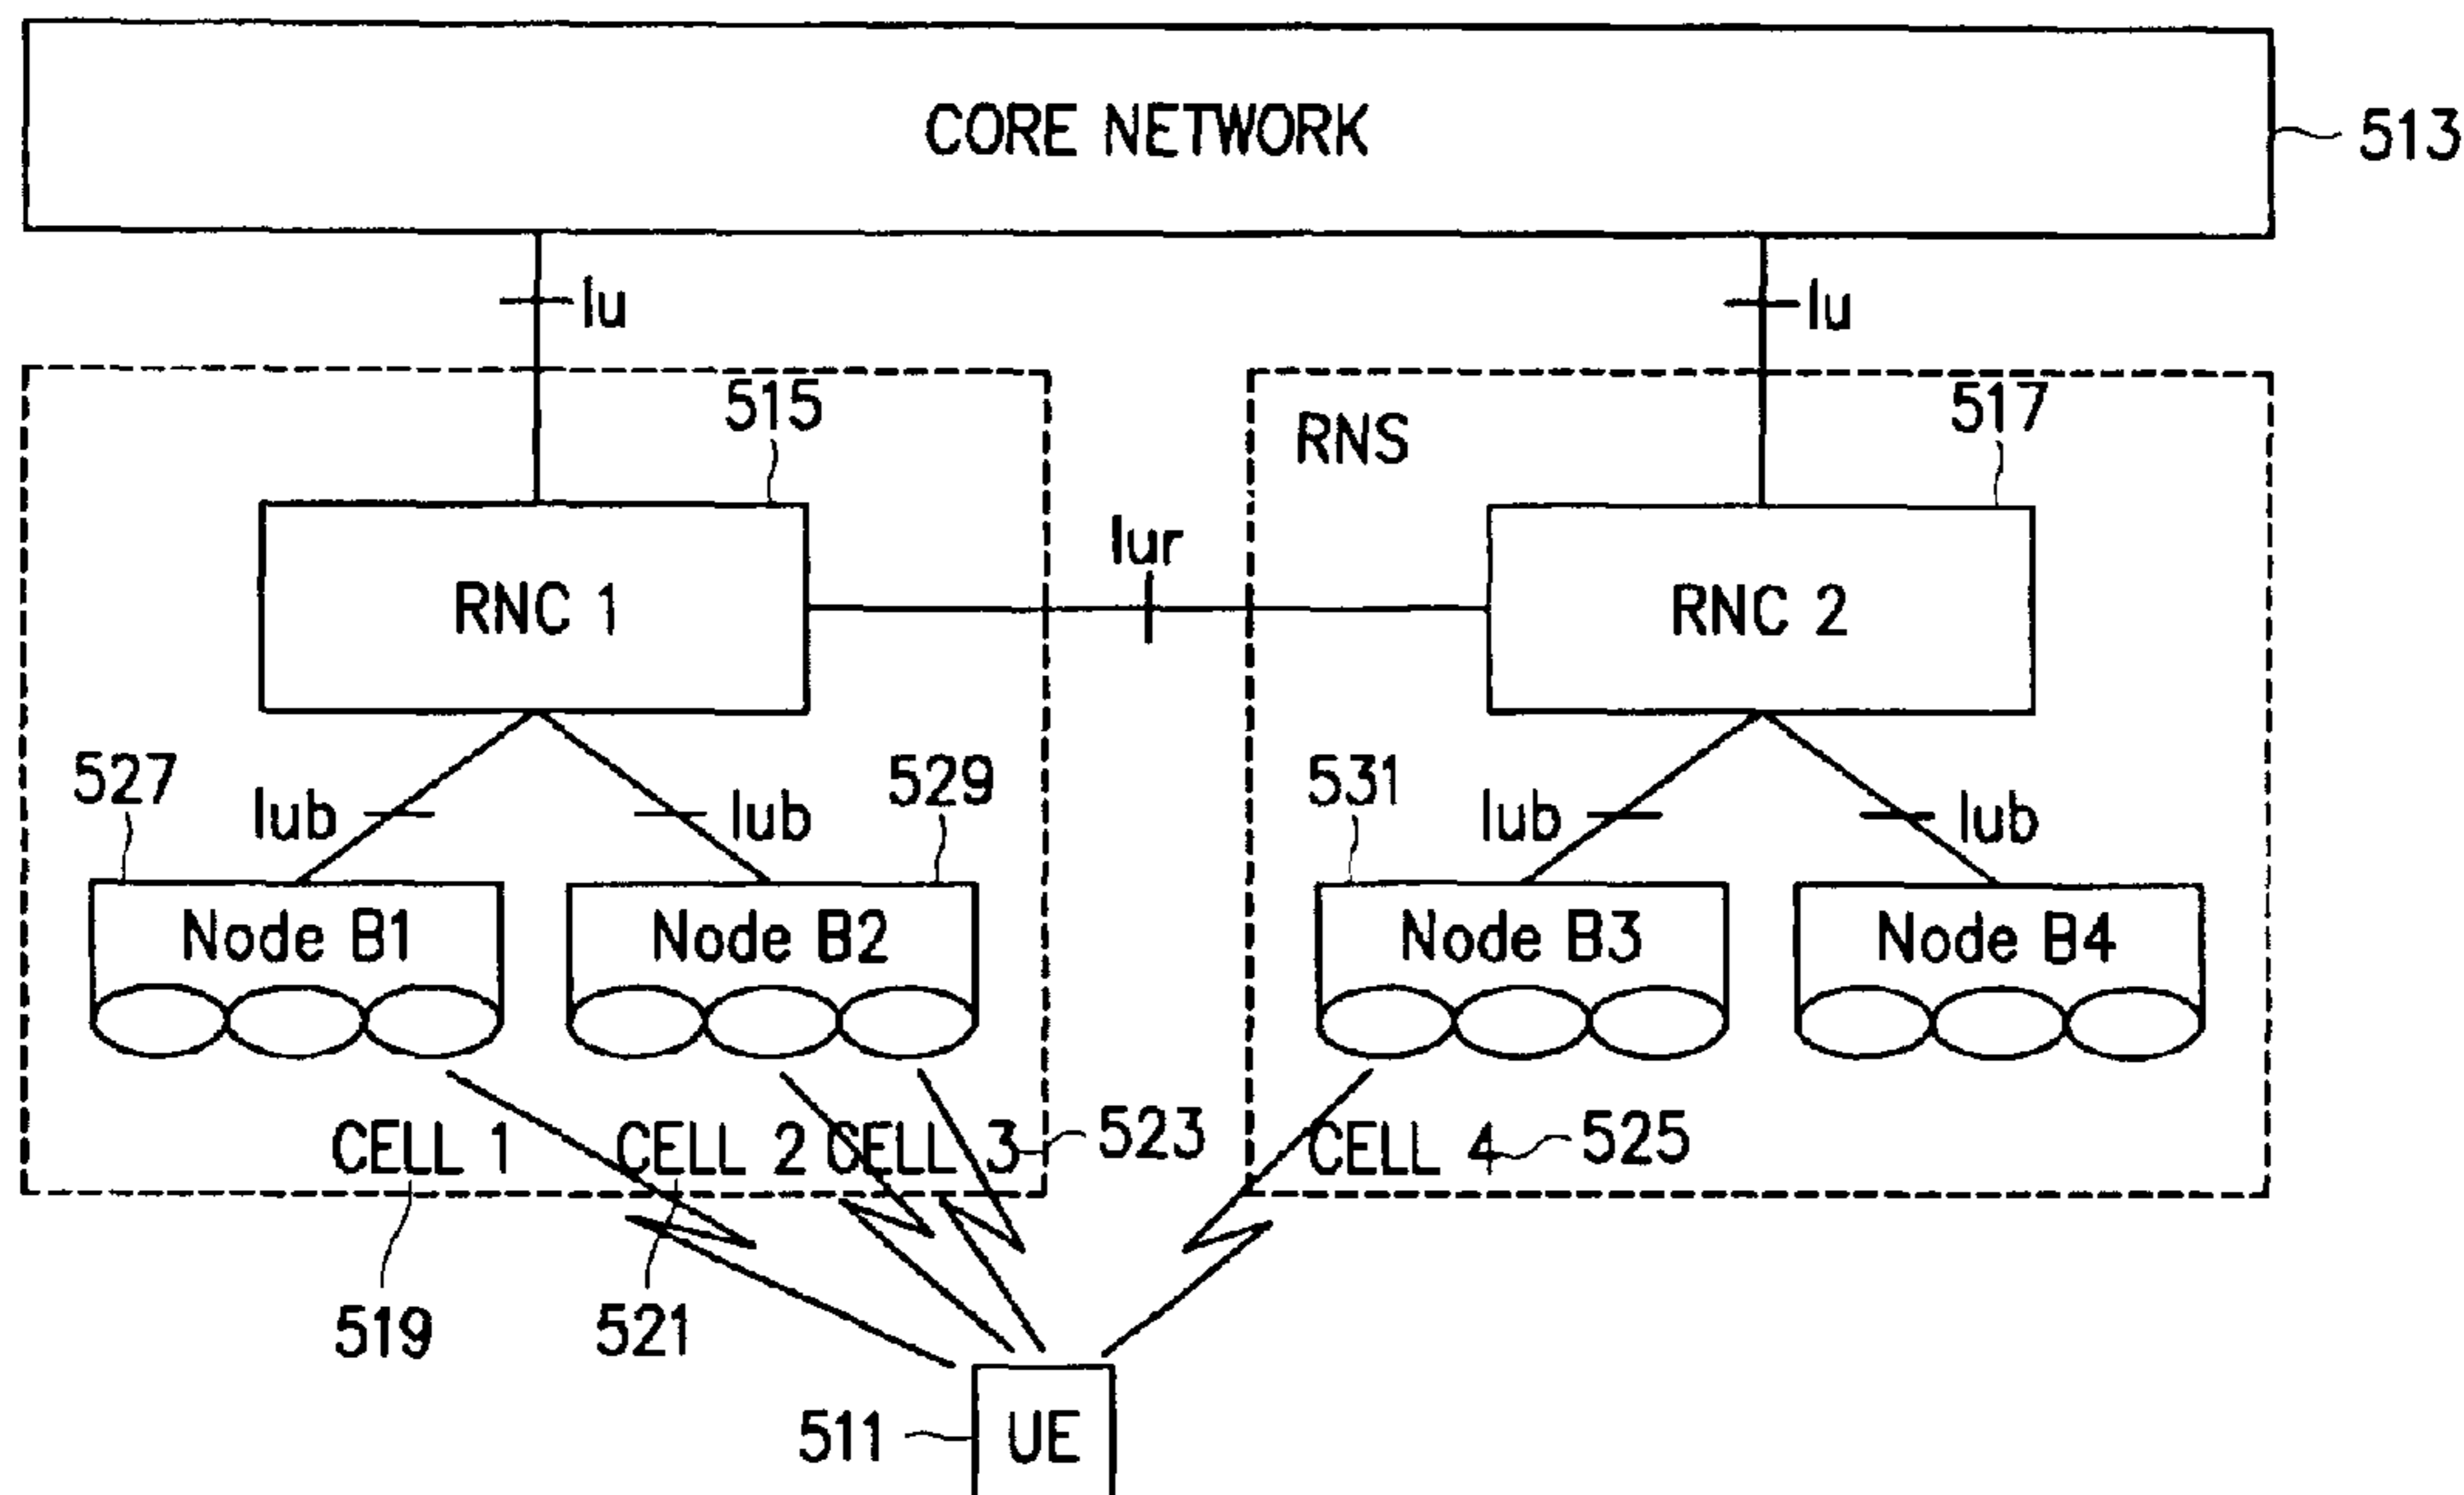 CORE NETWORK
513
Iu
Iu
515
RNS
517
Iur
RNC 1
RNC 2
527
Iub
Iub
529
531
Iub
Iub
Node B1
Node B2
Node B3
Node B4
CELL 1
CELL 2
CELL 3
523
CELL 4
525
519
521
511
UE